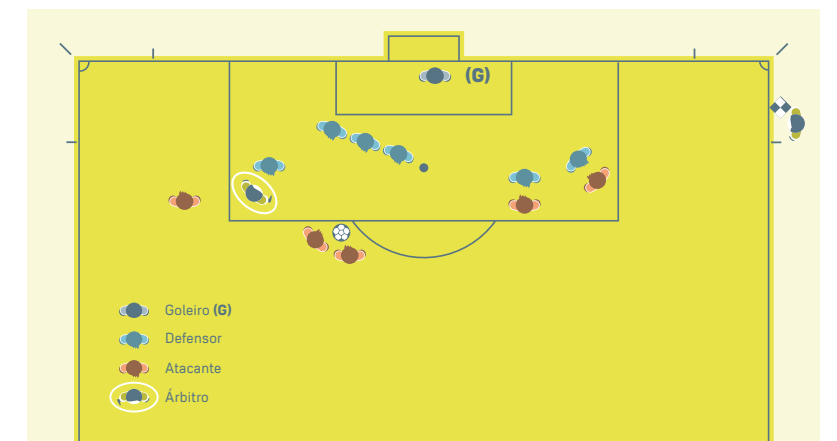 (G)
Goleiro (G)
Defensor
Atacante
Árbitro